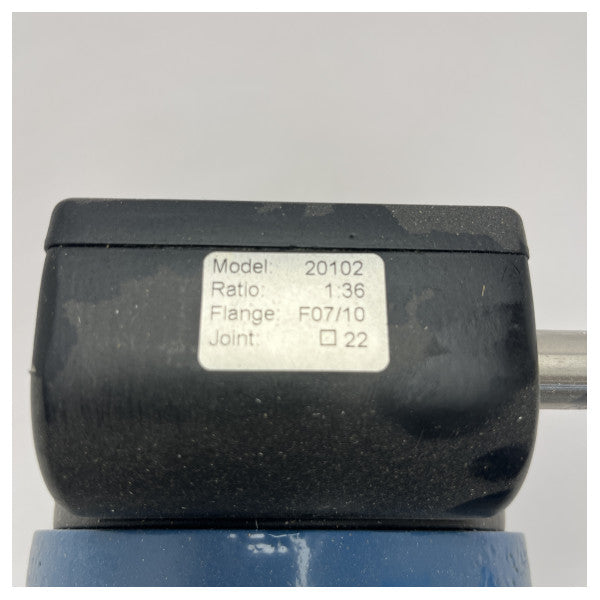 Model: 20102
Ratio: 1:36
Flange: F07/10
Joint: ⊡ 22